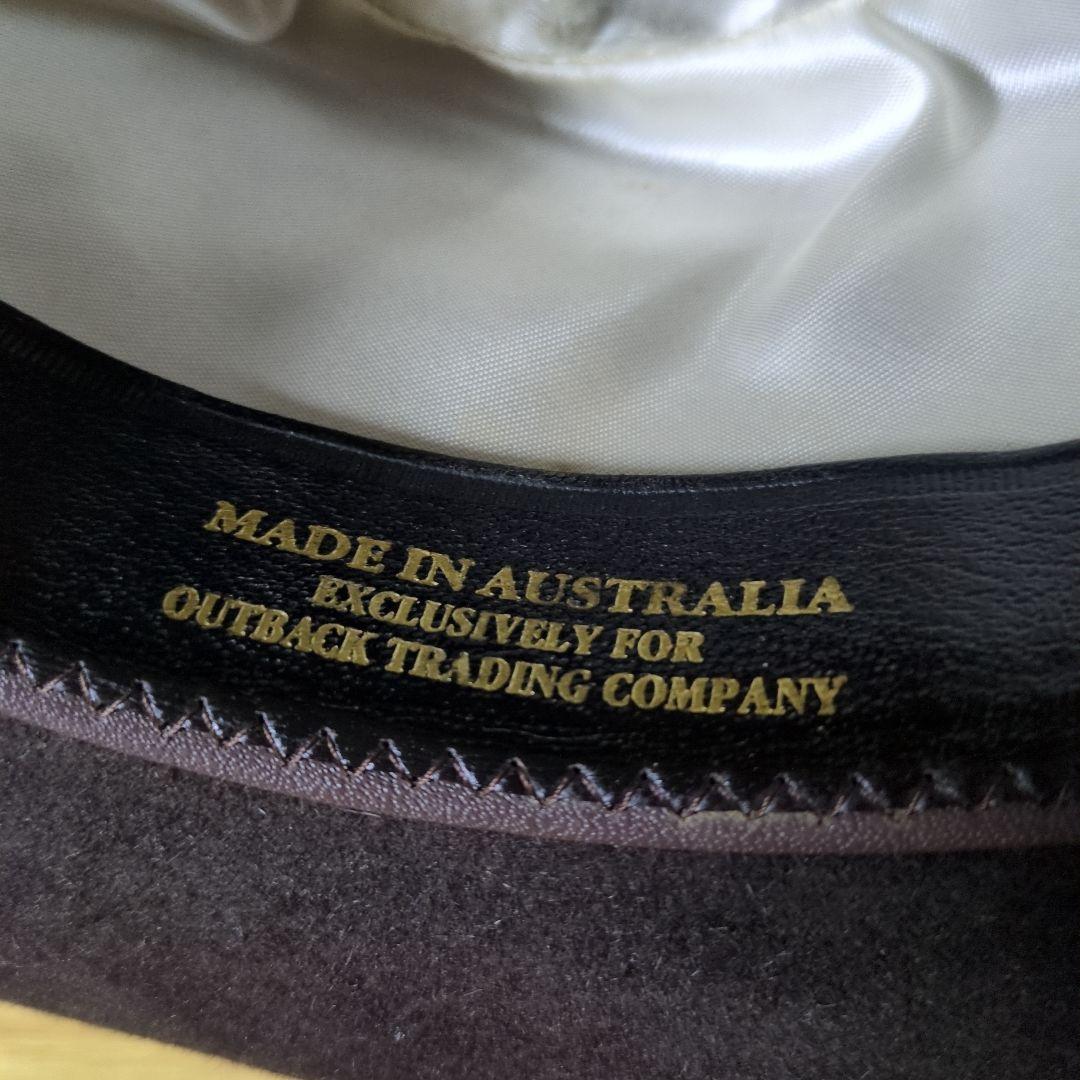 MADE IN AUSTRALIA
EXCLUSIVELY FOR
OUTBACK TRADING COMPANY